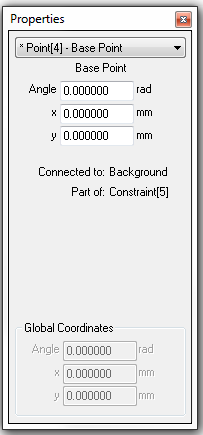 Properties
* Point[4] - Base Point
Base Point
Angle 0.000000 rad
x 0.000000 mm
y 0.000000 mm
Connected to: Background
Part of: Constraint[5]
Global Coordinates
Angle 0.000000 rad
x 0.000000 mm
y 0.000000 mm